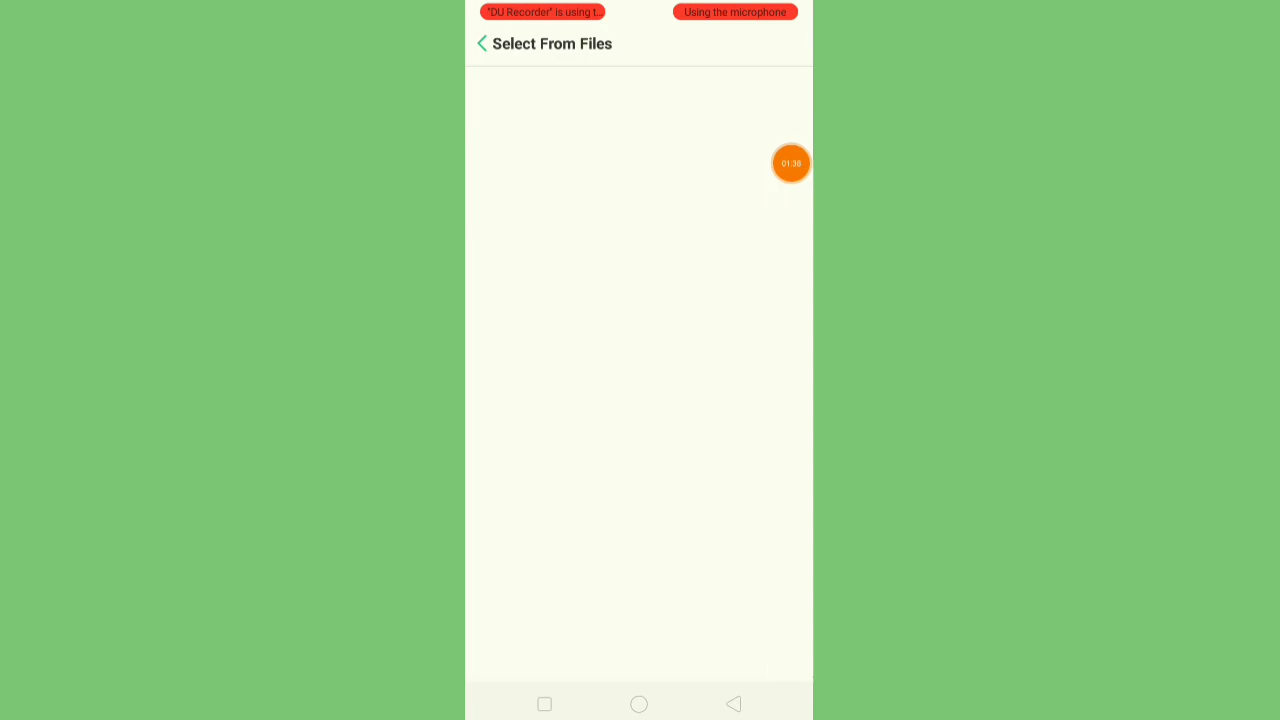 "DU Recorder" is using t...
Using the microphone
Select From Files
01:38